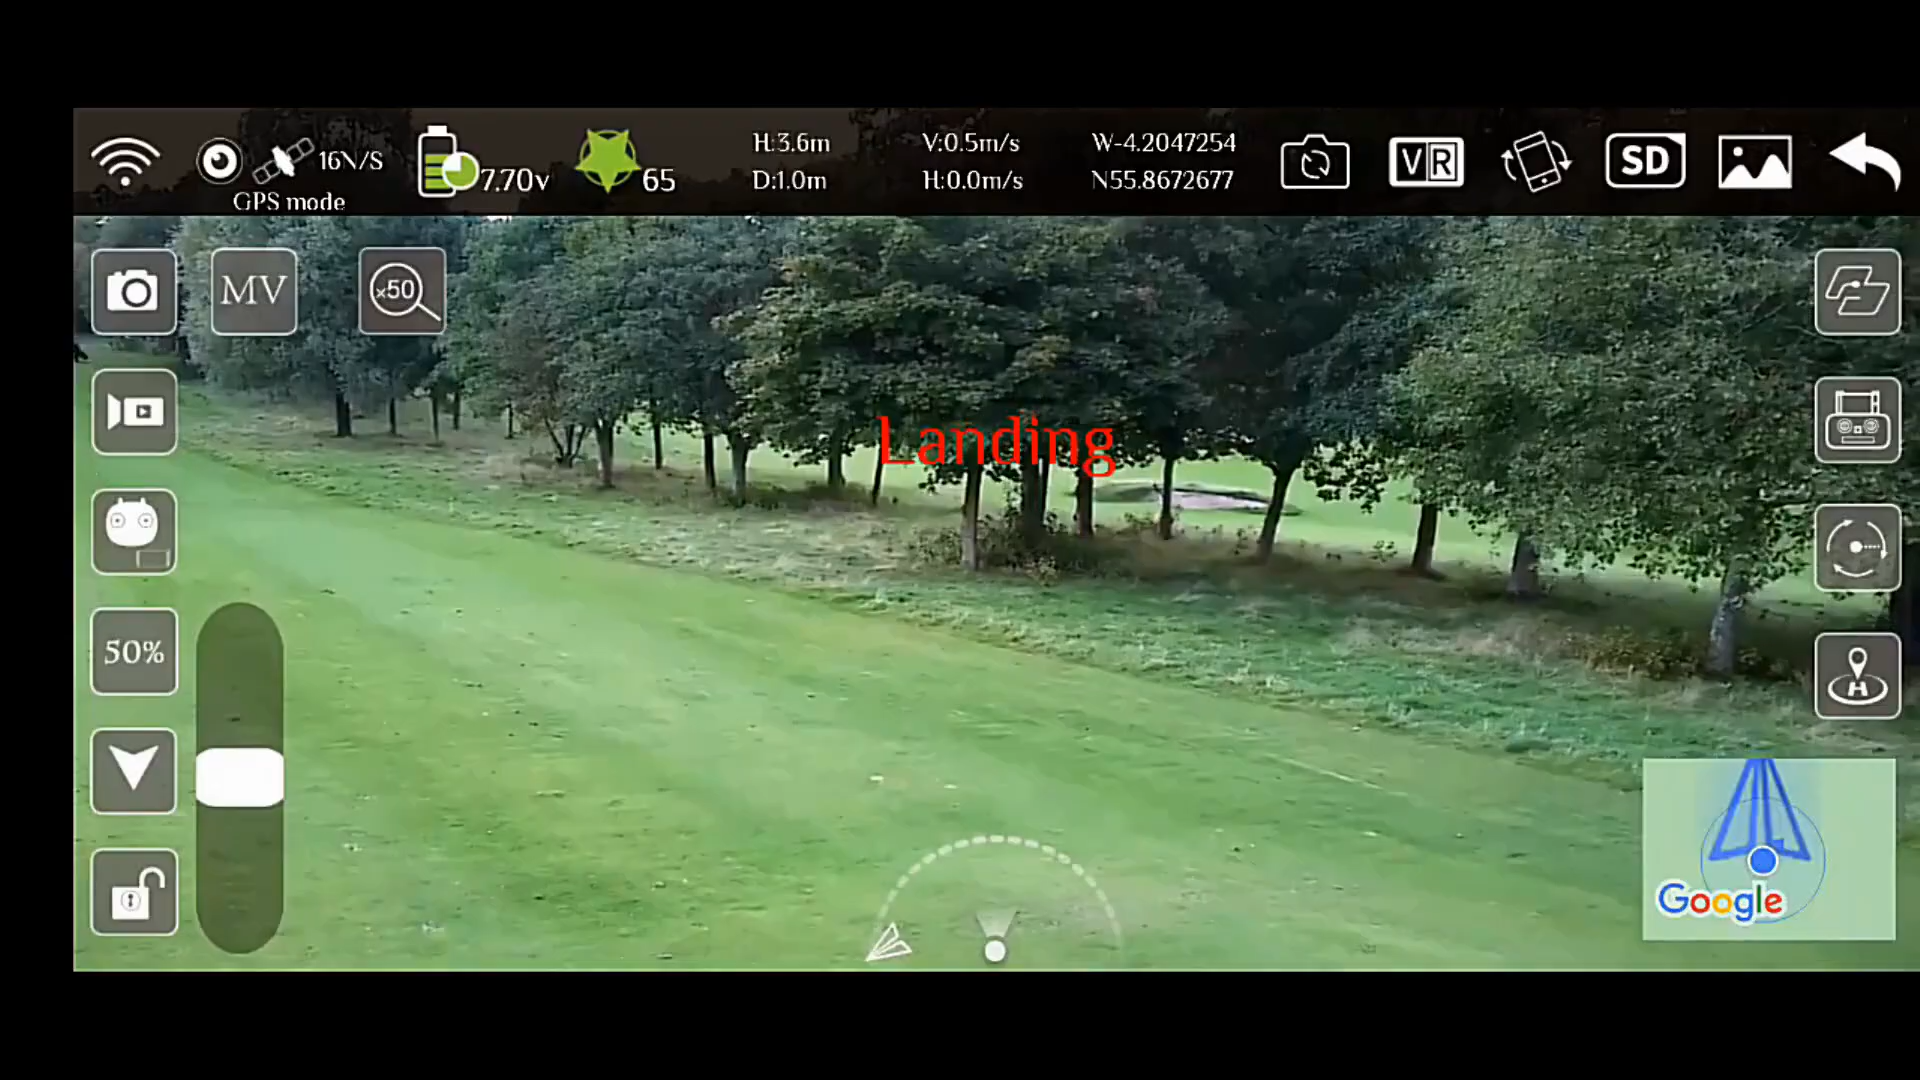 16N/S
GPS mode
7.70v
65
H:3.6m
D:1.0m
V:0.5m/s
H:0.0m/s
W-4.2047254
N55.8672677
VR
SD
MV
×50
Landing
50%
H
Google